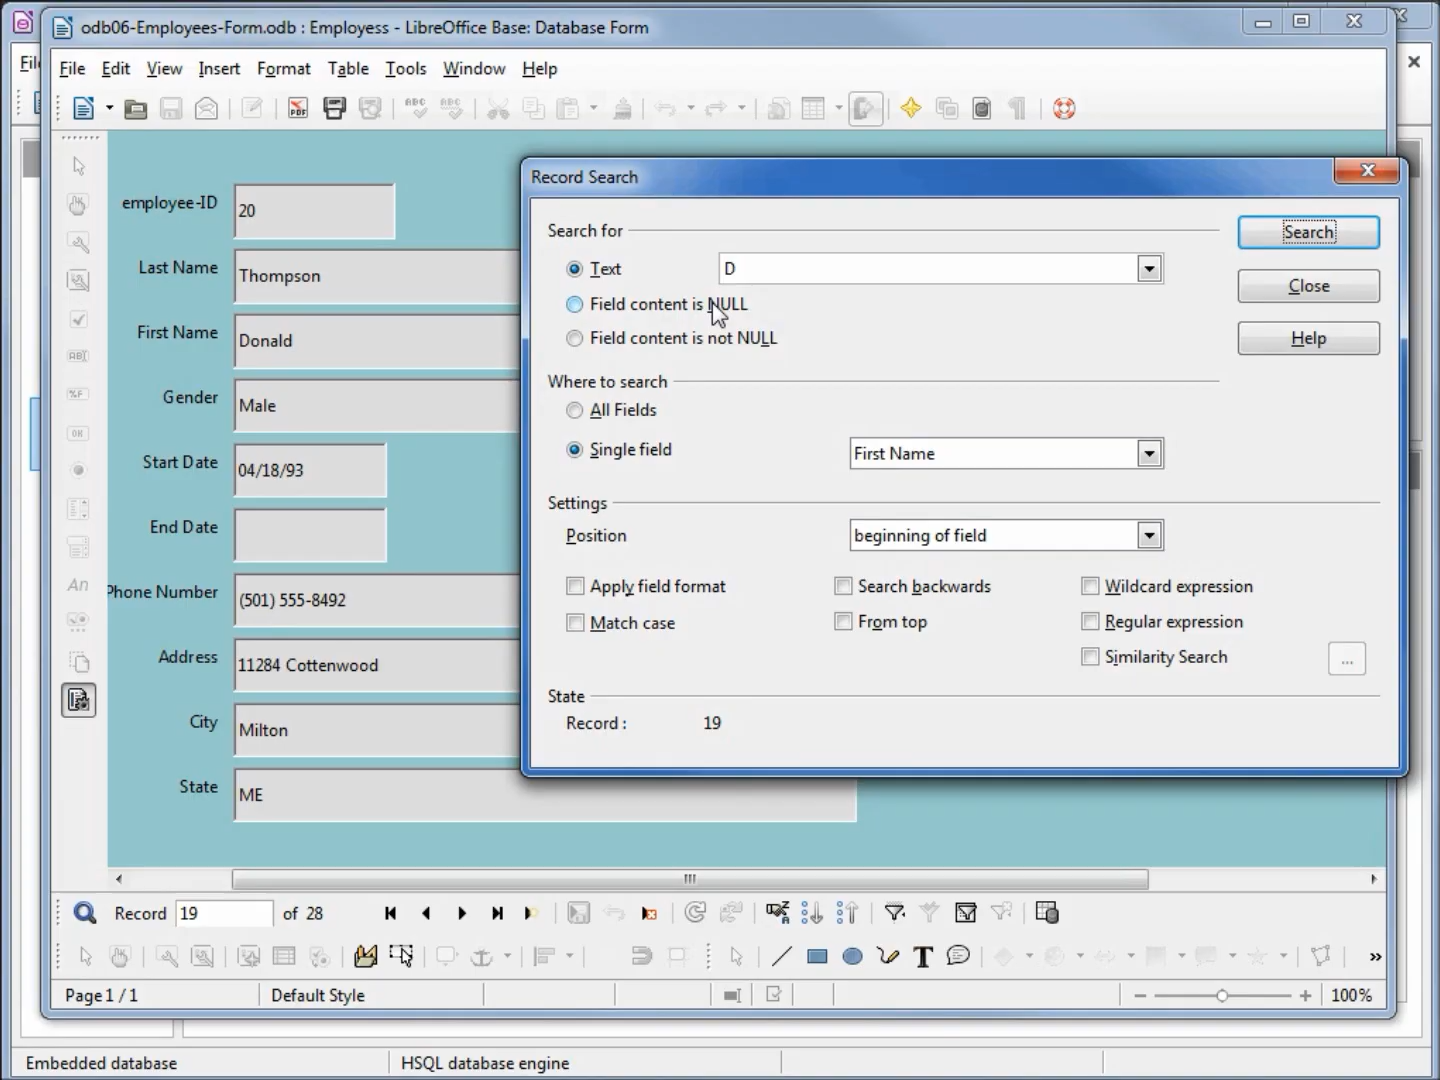 odb06-Employees-Form.odb : Employess - LibreOffice Base: Database Form
File Edit View Insert Format Table Tools Window Help
Record Search
Search for
Search
employee-ID 20
Text D
Last Name Thompson
Field content is NULL
Close
First Name Donald
Field content is not NULL
Help
Where to search
Gender Male
All Fields
Single field First Name
Start Date 04/18/93
Settings
End Date
Position beginning of field
Phone Number (501) 555-8492
Apply field format Search backwards Wildcard expression
Match case From top Regular expression
Address 11284 Cottenwood
Similarity Search ...
State
City Milton
Record : 19
State ME
Record 19 of 28
Page 1 / 1 Default Style 100%
Embedded database HSQL database engine